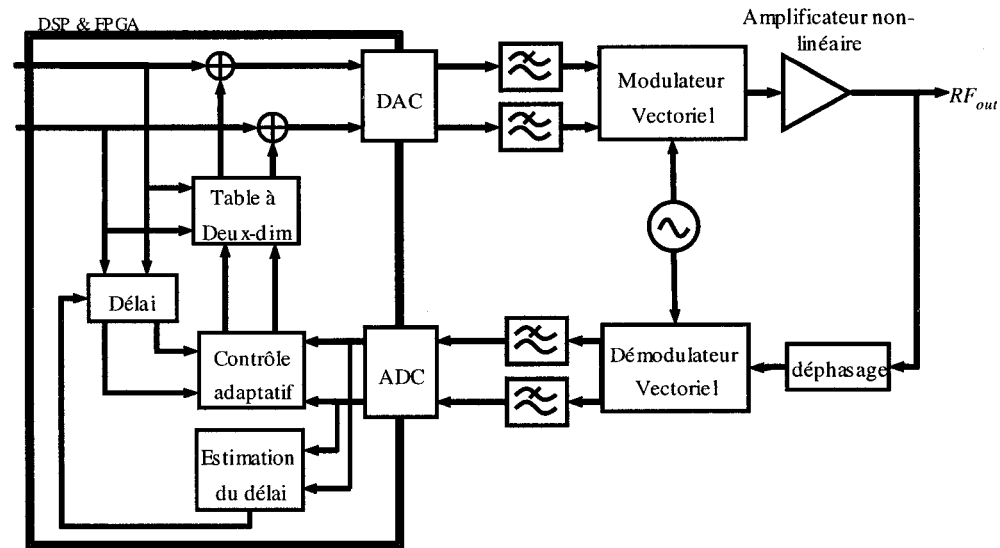 DSP & FPGA
Amplificateur non-
linéaire
DAC
Modulateur
Vectoriel
RFout
Table à
Deux-dim
Délai
Contrôle
adaptatif
ADC
Démodulateur
Vectoriel
déphasage
Estimation
du délai